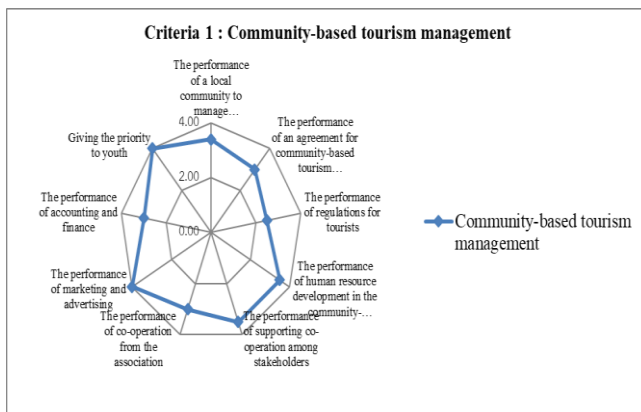 Criteria 1 : Community-based tourism management
The performance
of a local
community to
manage…
4.00
2.00
0.00
The performance
of an agreement for
community-based
tourism…
The performance
of regulations for
tourists
The performance
of human resource
development in the
community-…
The performance
of supporting co-
operation among
stakeholders
The performance
of co-operation
from the
association
The performance
of marketing and
advertising
The performance
of accounting and
finance
Giving the priority
to youth
Community-based tourism
management